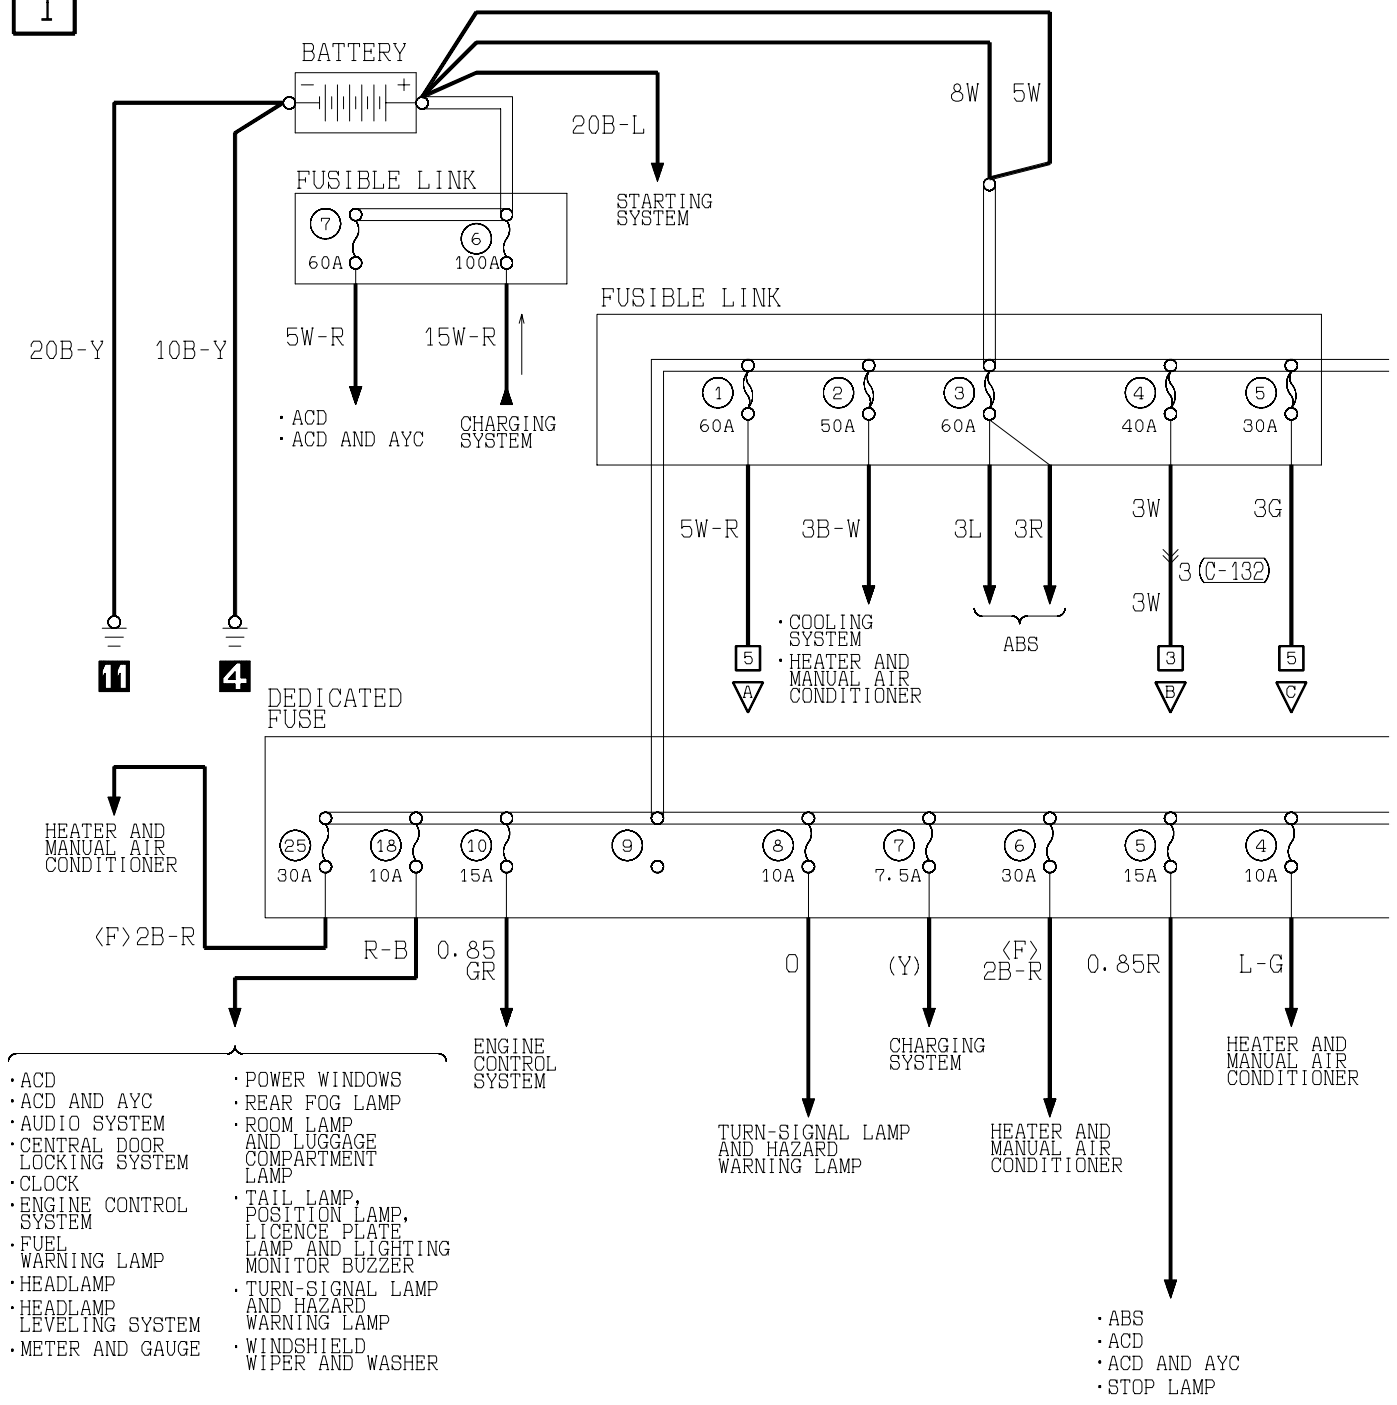 1
BATTERY
− +
8W 5W
20B-L
FUSIBLE LINK
STARTING
SYSTEM
7
6
60A 100A
FUSIBLE LINK
20B-Y 10B-Y 5W-R 15W-R
1 2 3 4 5
60A 50A 60A 40A 30A
· ACD
· ACD AND AYC
CHARGING
SYSTEM
5W-R 3B-W 3L 3R 3W 3G
3 C-132
3W
· COOLING
SYSTEM
· HEATER AND
MANUAL AIR
CONDITIONER
ABS
5 3 5
A B C
11 4
DEDICATED
FUSE
HEATER AND
MANUAL AIR
CONDITIONER
25 18 10 9 8 7 6 5 4
30A 10A 15A 10A 7.5A 30A 15A 10A
<F>2B-R
R-B
0.85
GR
O
(Y)
<F>
2B-R
0.85R
L-G
ENGINE
CONTROL
SYSTEM
CHARGING
SYSTEM
HEATER AND
MANUAL AIR
CONDITIONER
TURN-SIGNAL LAMP
AND HAZARD
WARNING LAMP
HEATER AND
MANUAL AIR
CONDITIONER
· ACD
· ACD AND AYC
· AUDIO SYSTEM
· CENTRAL DOOR
LOCKING SYSTEM
· CLOCK
· ENGINE CONTROL
SYSTEM
· FUEL
WARNING LAMP
· HEADLAMP
· HEADLAMP
LEVELING SYSTEM
· METER AND GAUGE
· POWER WINDOWS
· REAR FOG LAMP
· ROOM LAMP
AND LUGGAGE
COMPARTMENT
LAMP
· TAIL LAMP,
POSITION LAMP,
LICENCE PLATE
LAMP AND LIGHTING
MONITOR BUZZER
· TURN-SIGNAL LAMP
AND HAZARD
WARNING LAMP
· WINDSHIELD
WIPER AND WASHER
· ABS
· ACD
· ACD AND AYC
· STOP LAMP